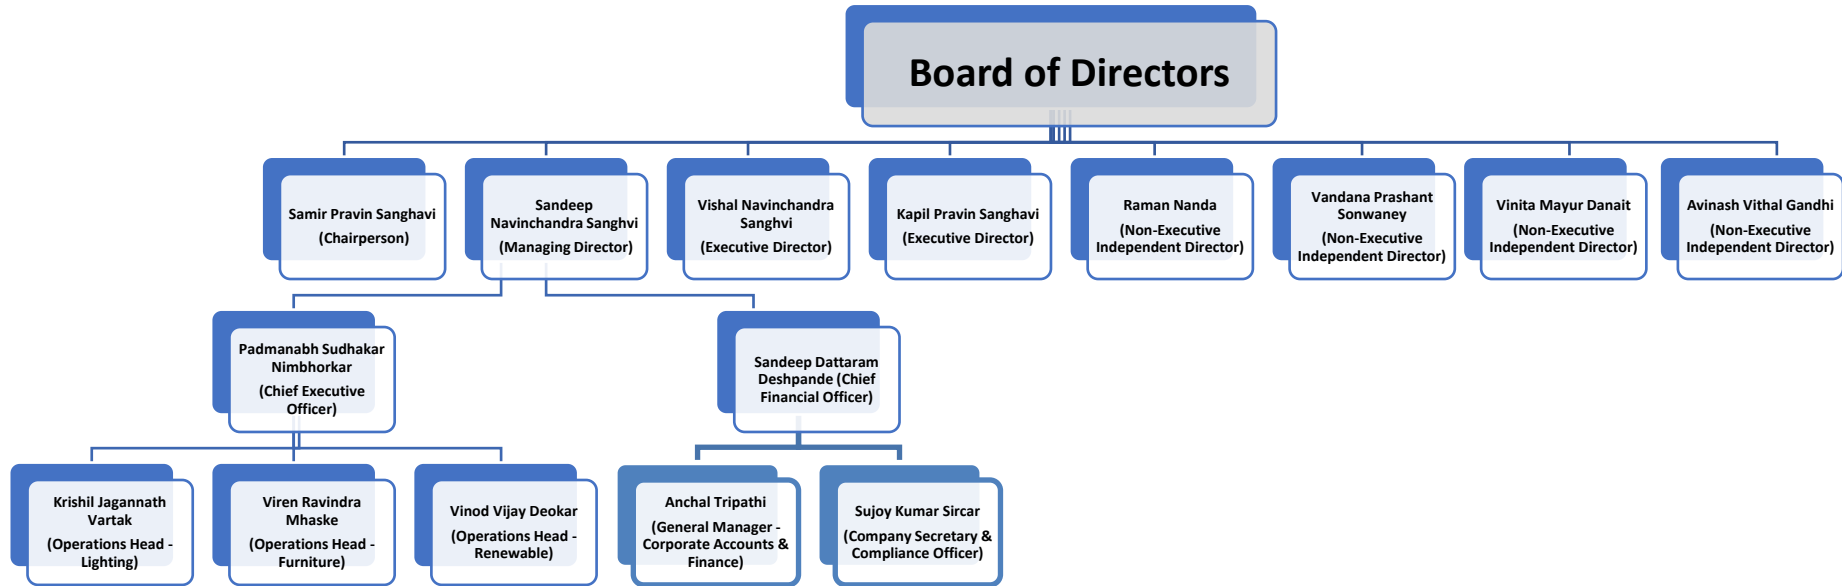 Board of Directors
Samir Pravin Sanghavi
(Chairperson)
Sandeep
Navinchandra Sanghvi
(Managing Director)
Vishal Navinchandra
Sanghvi
(Executive Director)
Kapil Pravin Sanghavi
(Executive Director)
Raman Nanda
(Non-Executive
Independent Director)
Vandana Prashant
Sonwaney
(Non-Executive
Independent Director)
Vinita Mayur Danait
(Non-Executive
Independent Director)
Avinash Vithal Gandhi
(Non-Executive
Independent Director)
Padmanabh Sudhakar
Nimbhorkar
(Chief Executive
Officer)
Sandeep Dattaram
Deshpande (Chief
Financial Officer)
Krishil Jagannath
Vartak
(Operations Head -
Lighting)
Viren Ravindra
Mhaske
(Operations Head -
Furniture)
Vinod Vijay Deokar
(Operations Head -
Renewable)
Anchal Tripathi
(General Manager -
Corporate Accounts &
Finance)
Sujoy Kumar Sircar
(Company Secretary &
Compliance Officer)